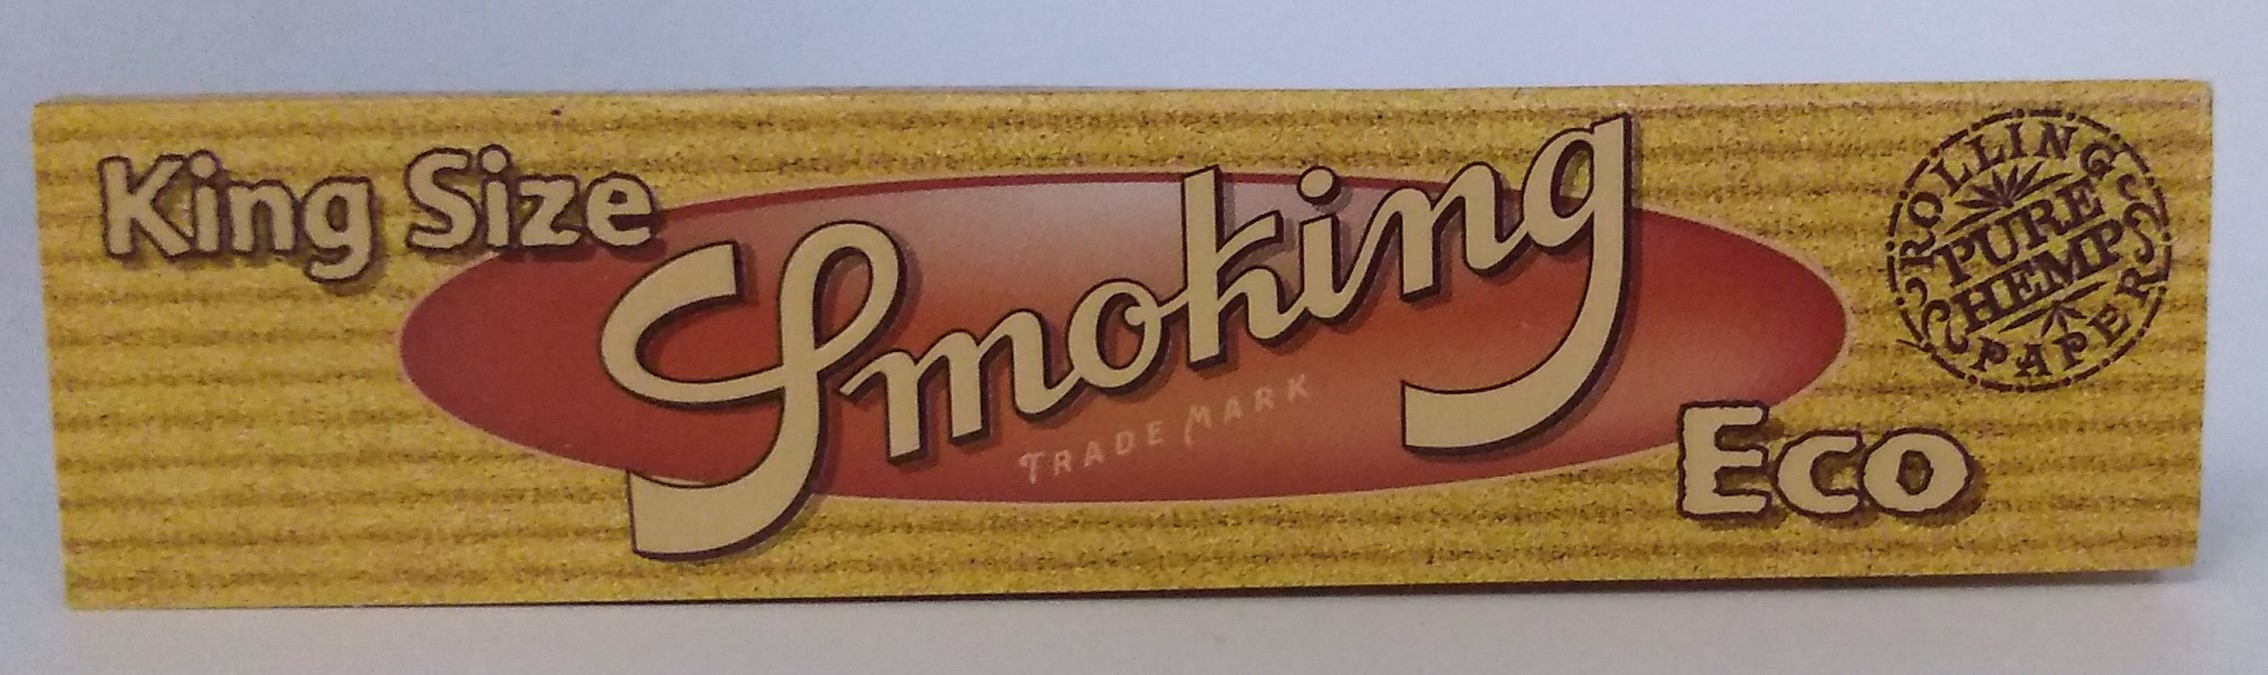 King Size
Smoking
TRADE MARK
Eco
ROLLING
PURE
HEMP
PAPER